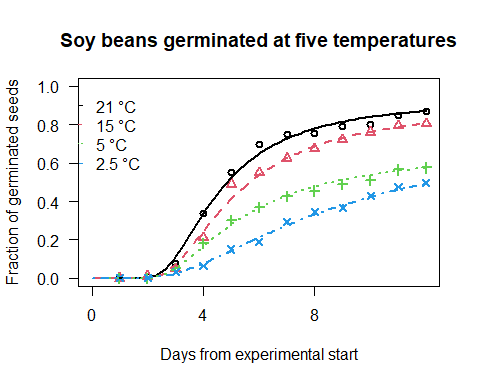 Soy beans germinated at five temperatures
Fraction of germinated seeds
1.0
0.8
0.6
0.4
0.2
0.0
21 °C
15 °C
5 °C
2.5 °C
0
4
8
Days from experimental start